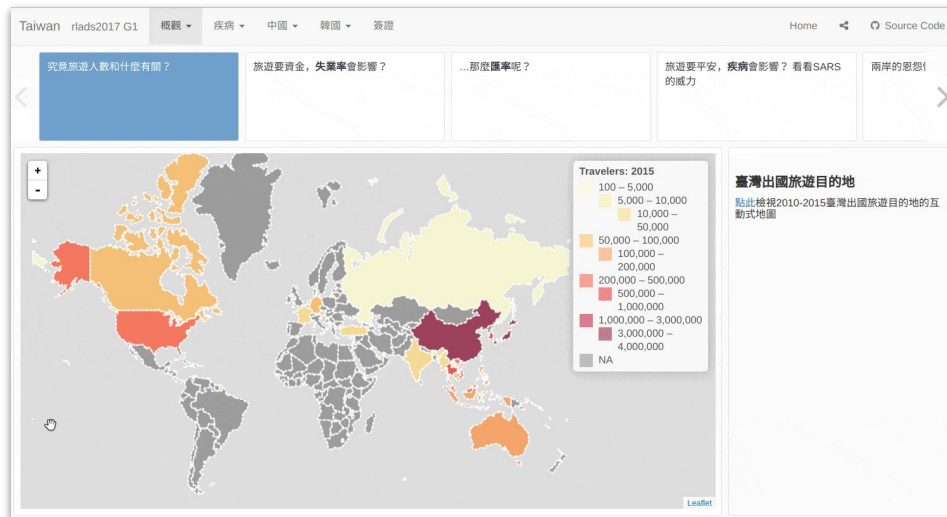 Taiwan rlads2017 G1 概觀 疾病 中國 韓國 簽證 Home Source Code
究竟旅遊人數和什麼有關?
旅遊要資金,失業率會影響?
…那麼匯率呢?
旅遊要平安,疾病會影響? 看看SARS
的威力
兩岸的恩怨
+
-
Travelers: 2015
100 – 5,000
5,000 – 10,000
10,000 –
50,000
50,000 – 100,000
100,000 –
200,000
200,000 – 500,000
500,000 –
1,000,000
1,000,000 – 3,000,000
3,000,000 –
4,000,000
NA
Leaflet
臺灣出國旅遊目的地
點此檢視2010-2015臺灣出國旅遊目的地的互
動式地圖